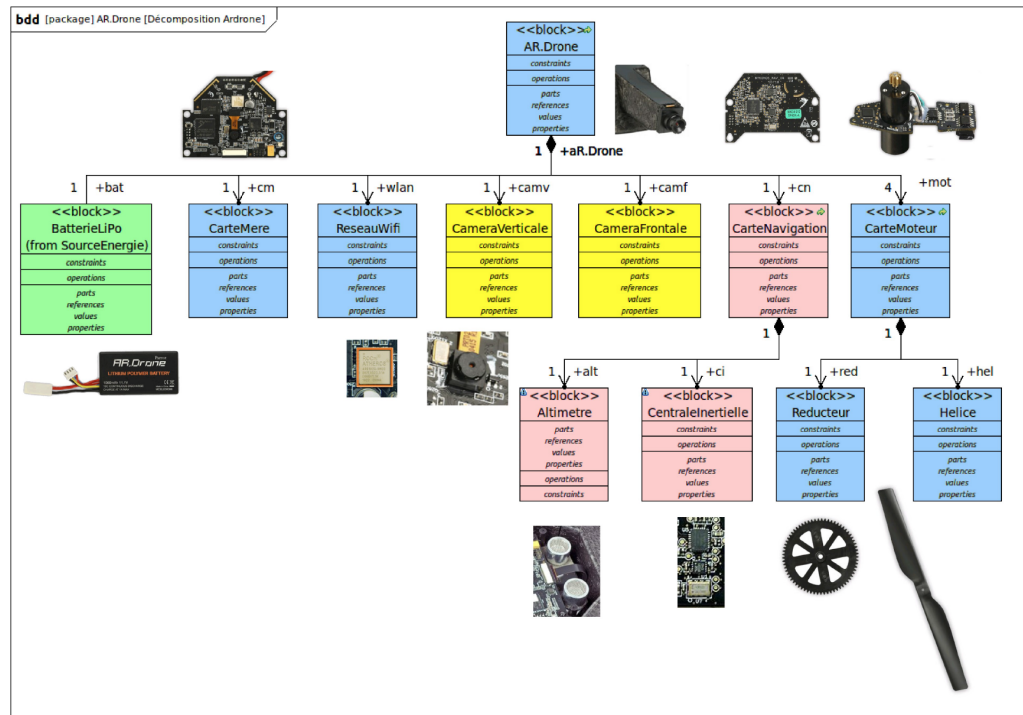 bdd [package] AR.Drone [Décomposition Ardrone]
<<block>>
AR.Drone
constraints
operations
parts
references
values
properties
1 +aR.Drone
1 +bat
1 +cm
1 +wlan
1 +camv
1 +camf
1 +cn
4 +mot
<<block>>
BatterieLiPo
(from SourceEnergie)
constraints
operations
parts
references
values
properties
<<block>>
CarteMere
constraints
operations
parts
references
values
properties
<<block>>
ReseauWifi
constraints
operations
parts
references
values
properties
<<block>>
CameraVerticale
constraints
operations
parts
references
values
properties
<<block>>
CameraFrontale
constraints
operations
parts
references
values
properties
<<block>>
CarteNavigation
constraints
operations
parts
references
values
properties
<<block>>
CarteMoteur
constraints
operations
parts
references
values
properties
1
1
AR.Drone
LITHIUM POLYMER BATTERY
1 +alt
1 +ci
1 +red
1 +hel
<<block>>
Altimetre
parts
references
values
properties
operations
constraints
<<block>>
CentraleInertielle
constraints
operations
parts
references
values
properties
<<block>>
Reducteur
constraints
operations
parts
references
values
properties
<<block>>
Helice
constraints
operations
parts
references
values
properties